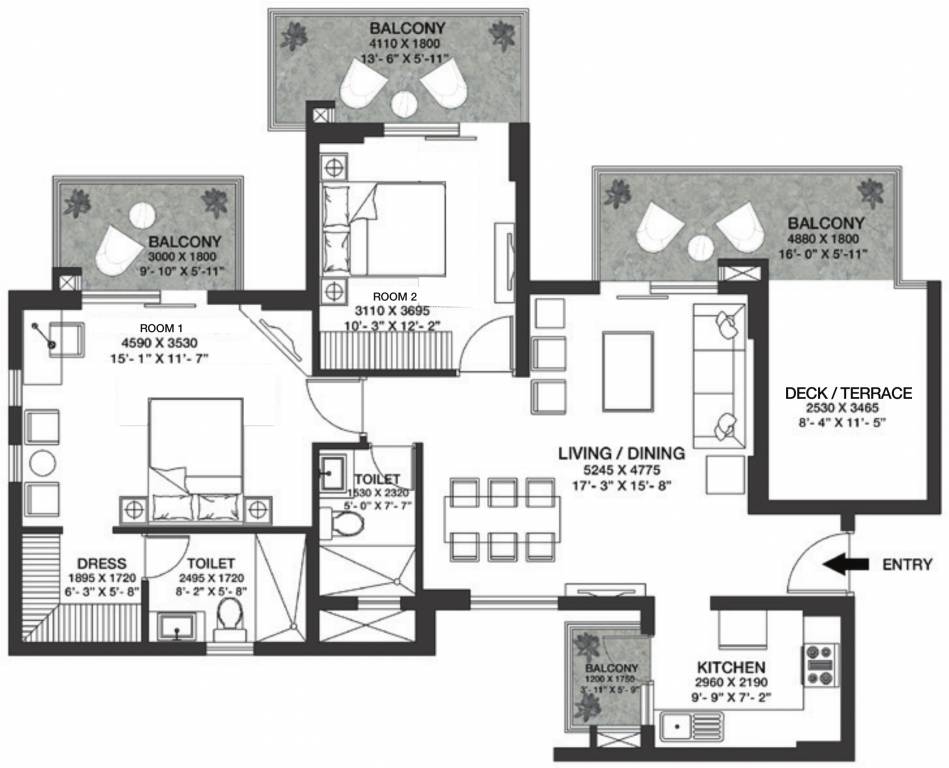 BALCONY
4110 X 1800
13'- 6" X 5'-11"
BALCONY
3000 X 1800
9'- 10" X 5'-11"
BALCONY
4880 X 1800
16'- 0" X 5'-11"
ROOM 2
3110 X 3695
10'- 3" X 12'- 2"
ROOM 1
4590 X 3530
15'- 1" X 11'- 7"
DECK / TERRACE
2530 X 3465
8'- 4" X 11'- 5"
LIVING / DINING
5245 X 4775
17'- 3" X 15'- 8"
TOILET
1530 X 2320
5'- 0" X 7'- 7"
DRESS
1895 X 1720
6'- 3" X 5'- 8"
TOILET
2495 X 1720
8'- 2" X 5'- 8"
ENTRY
BALCONY
1200 X 1750
3'- 11" X 5'- 9"
KITCHEN
2960 X 2190
9'- 9" X 7'- 2"